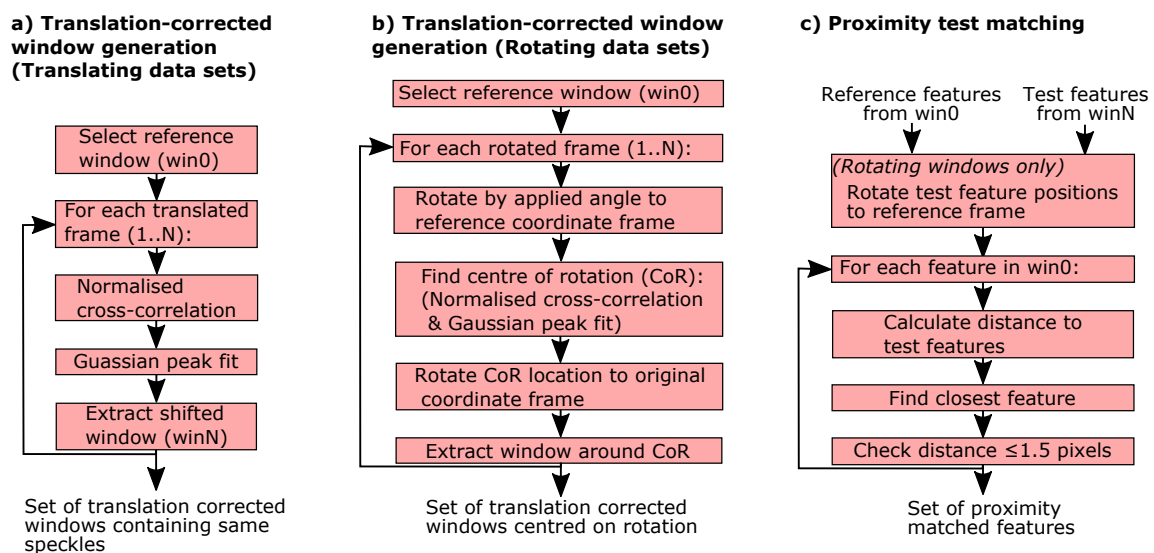 a) Translation-corrected
window generation
(Translating data sets)
Select reference
window (win0)
For each translated
frame (1..N):
Normalised
cross-correlation
Guassian peak fit
Extract shifted
window (winN)
Set of translation corrected
windows containing same
speckles
b) Translation-corrected window
generation (Rotating data sets)
Select reference window (win0)
For each rotated frame (1..N):
Rotate by applied angle to
reference coordinate frame
Find centre of rotation (CoR):
(Normalised cross-correlation
& Gaussian peak fit)
Rotate CoR location to original
coordinate frame
Extract window around CoR
Set of translation corrected
windows centred on rotation
c) Proximity test matching
Reference features
from win0
Test features
from winN
(Rotating windows only)
Rotate test feature positions
to reference frame
For each feature in win0:
Calculate distance to
test features
Find closest feature
Check distance ≤1.5 pixels
Set of proximity
matched features